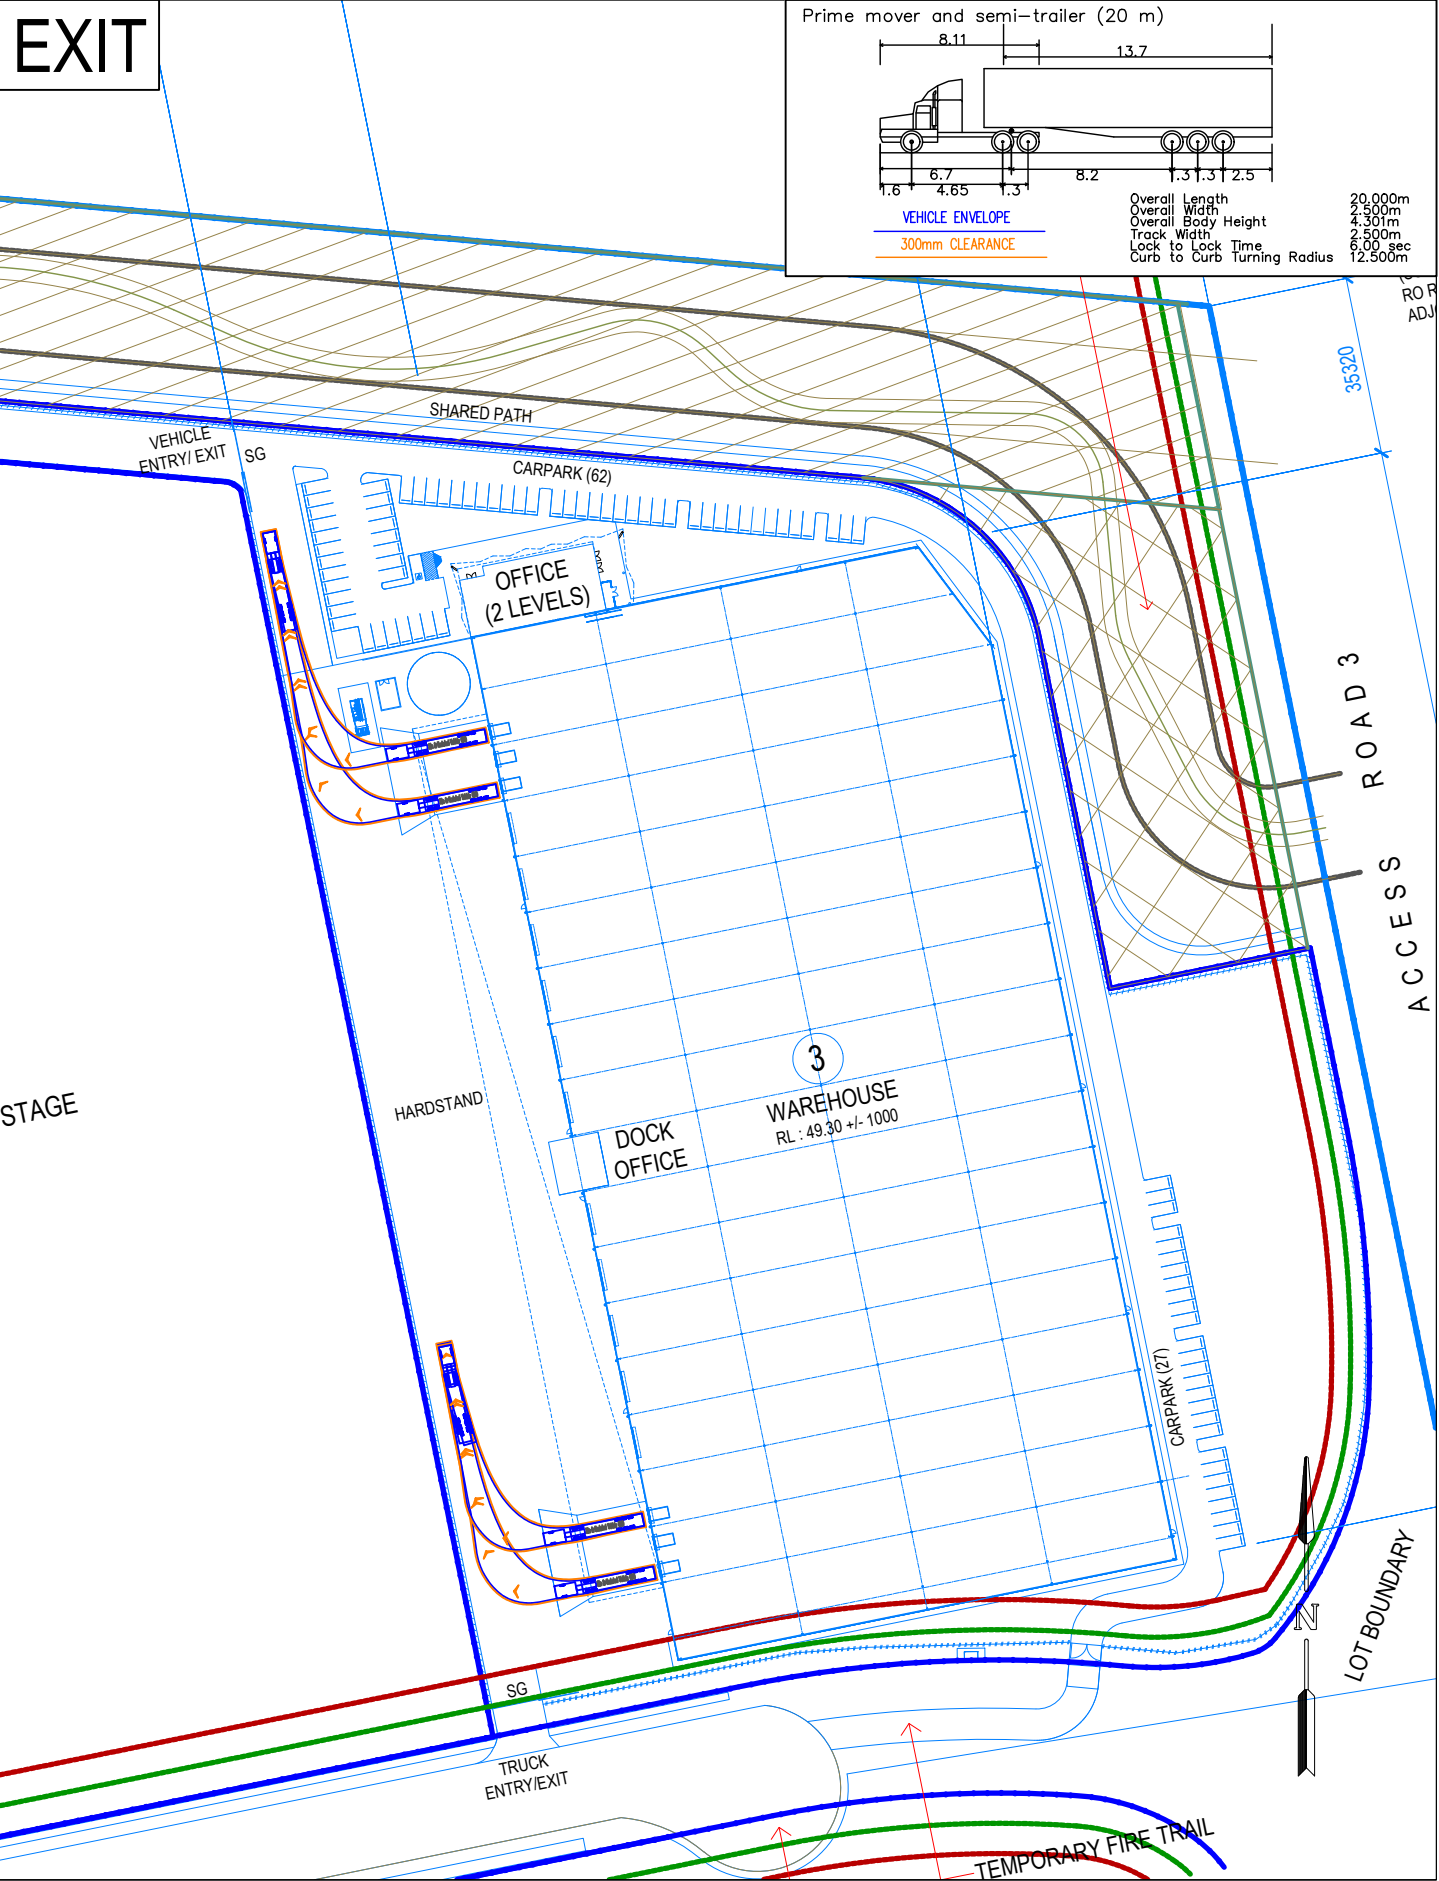 EXIT
Prime mover and semi-trailer (20 m)
8.11
13.7
6.7
8.2
1.3
1.3
2.5
1.6
4.65
1.3
VEHICLE ENVELOPE
300mm CLEARANCE
Overall Length 20.000m
Overall Width 2.500m
Overall Body Height 4.301m
Track Width 2.500m
Lock to Lock Time 6.00 sec
Curb to Curb Turning Radius 12.500m
35320
SHARED PATH
VEHICLE
ENTRY/ EXIT
SG
CARPARK (62)
OFFICE
(2 LEVELS)
ROAD 3
ACCESS
3
WAREHOUSE
RL : 49.30 +/- 1000
HARDSTAND
STAGE
DOCK
OFFICE
CARPARK (27)
N
LOT BOUNDARY
SG
TRUCK
ENTRY/EXIT
TEMPORARY FIRE TRAIL